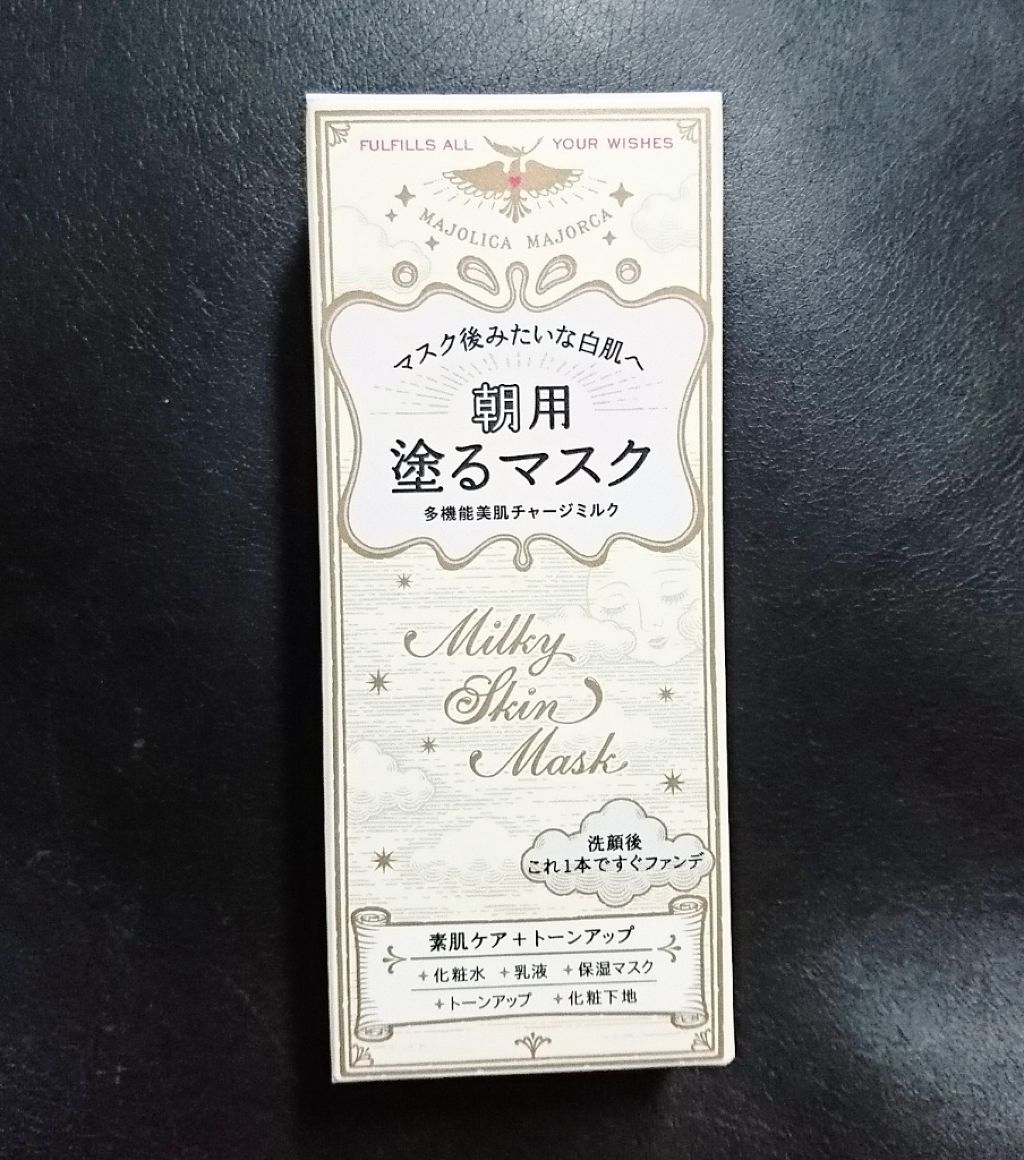 FULFILLS ALL YOUR WISHES
MAJOLICA MAJORCA
マスク後みたいな白肌へ
朝用
塗るマスク
多機能美肌チャージミルク
Milky
Skin
Mask
洗顔後
これ1本ですぐファンデ
素肌ケア+トーンアップ
+化粧水 +乳液 +保湿マスク
+トーンアップ +化粧下地